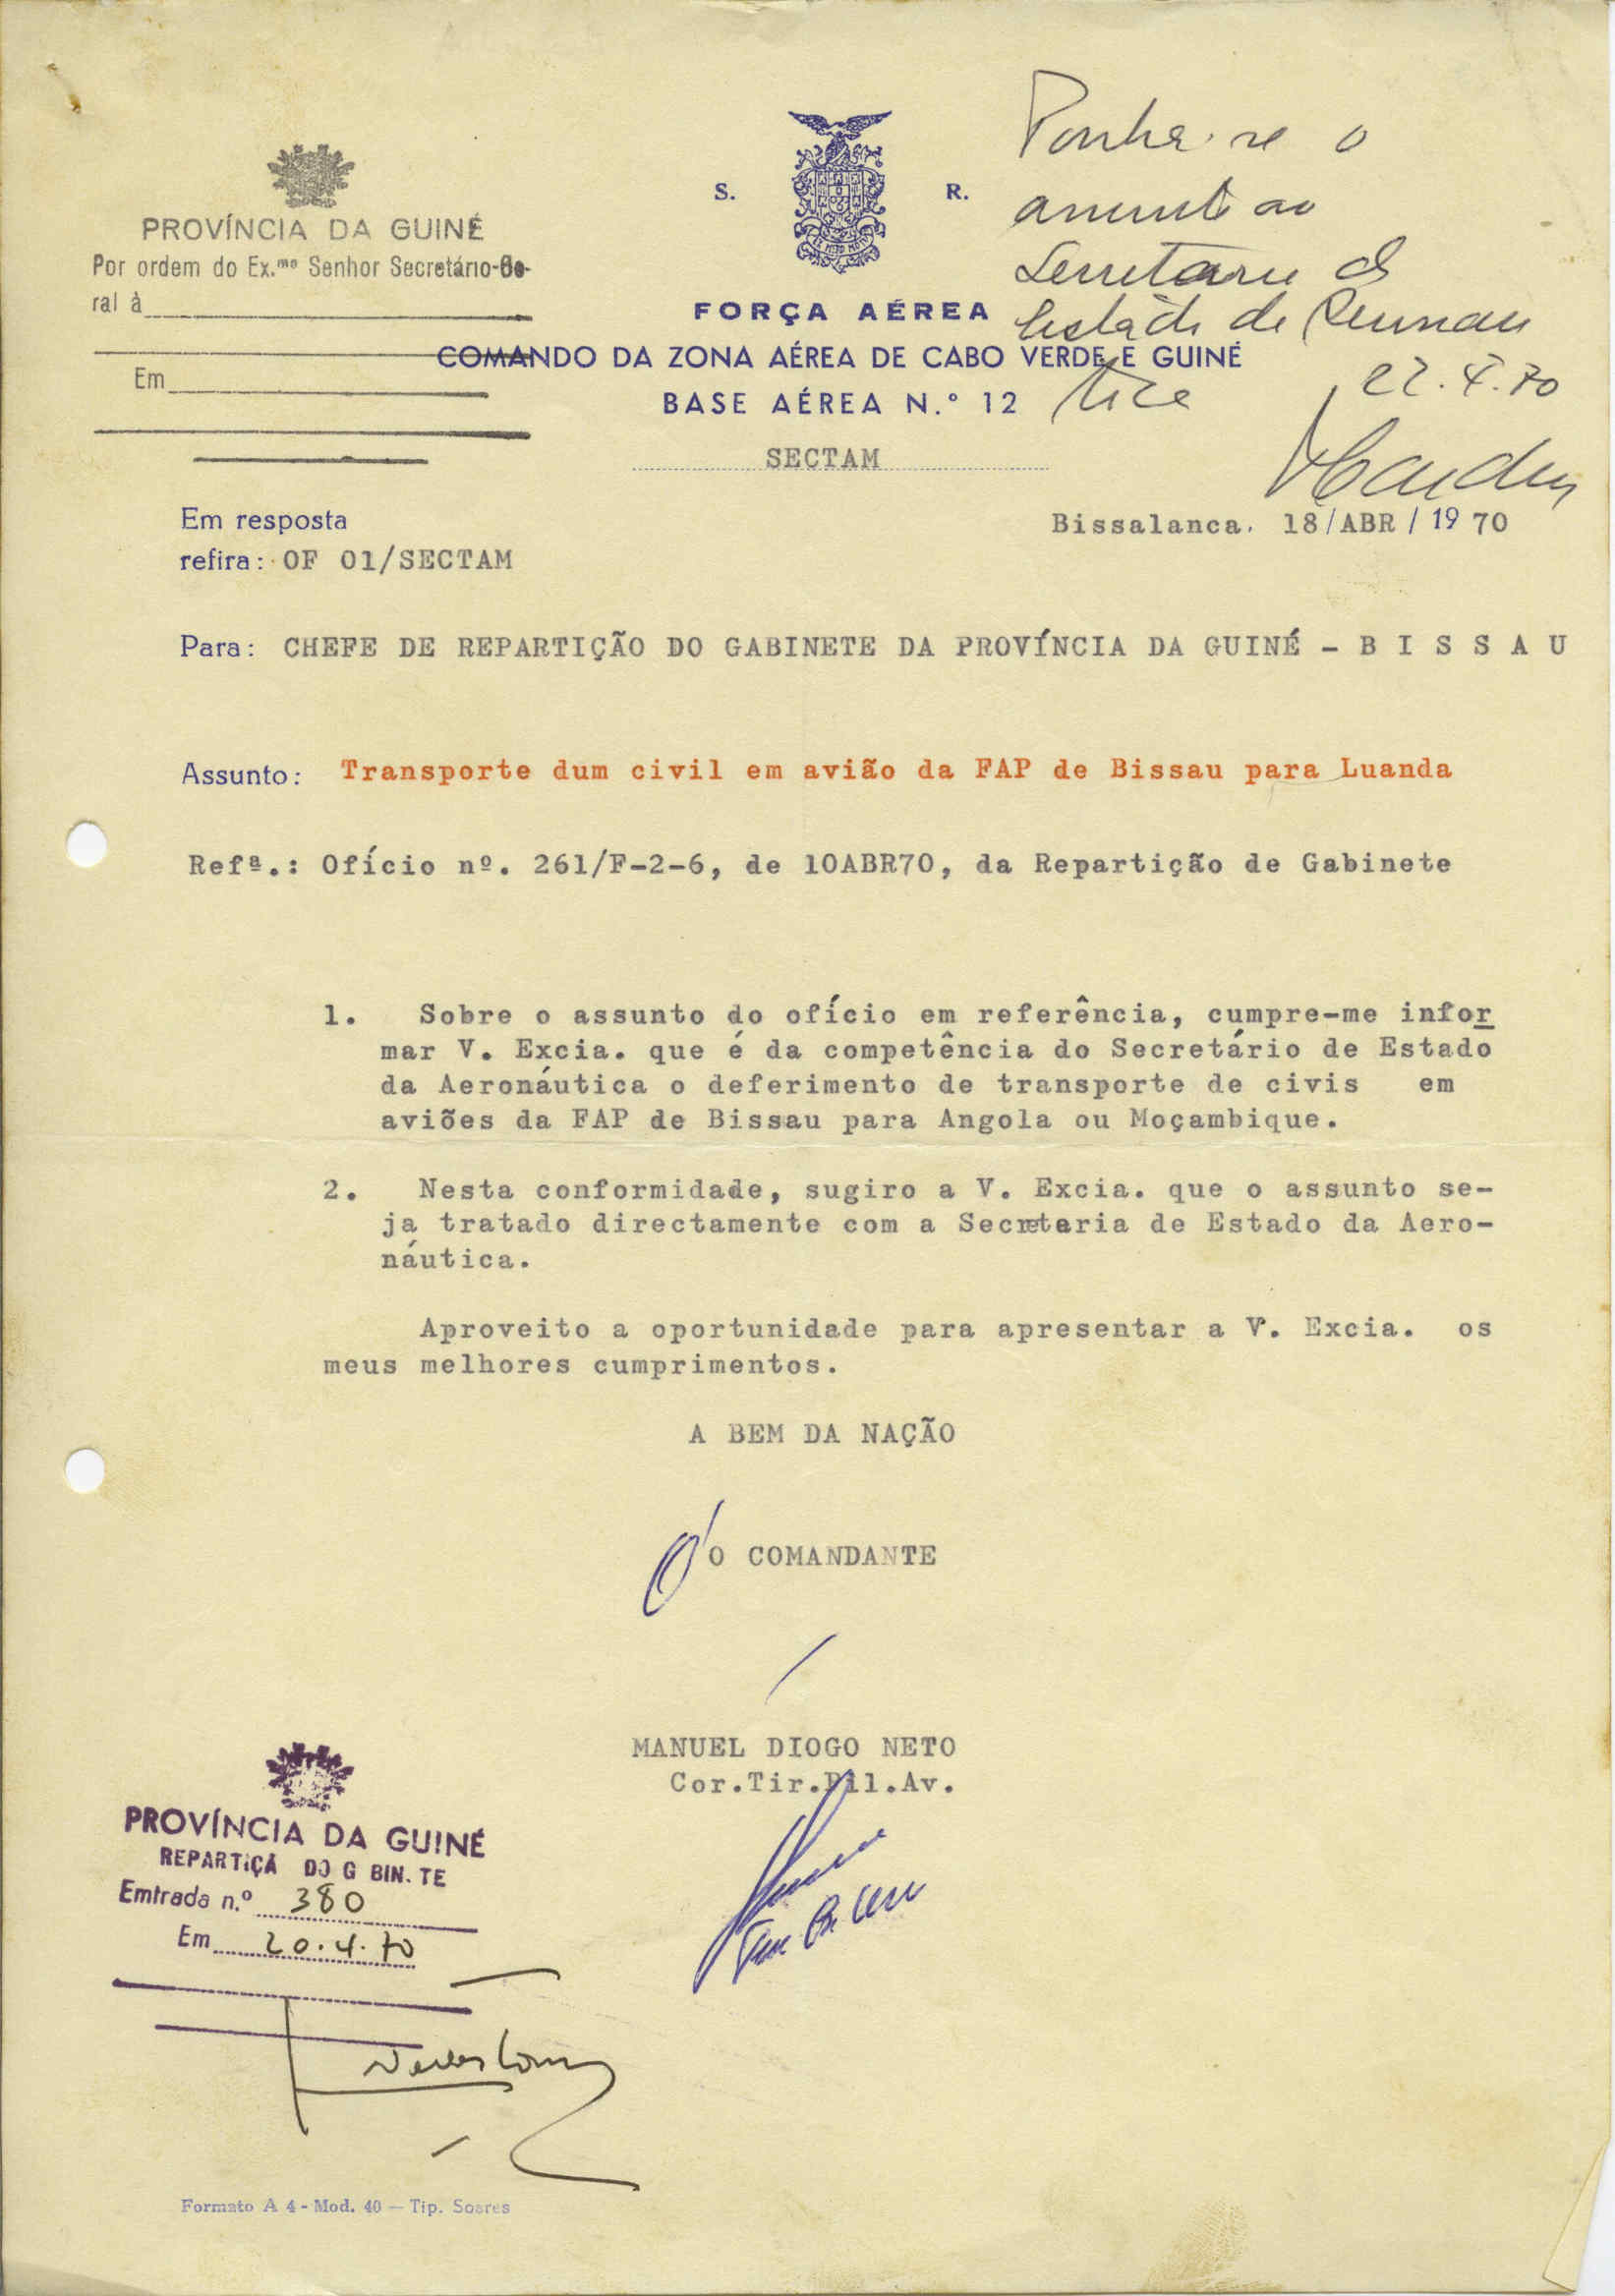 PROVÍNCIA DA GUINÉ
Por ordem do Ex.mo Senhor Secretário-Ge-
ral à
Em
S. R.
FORÇA AÉREA
COMANDO DA ZONA AÉREA DE CABO VERDE E GUINÉ
BASE AÉREA N.º 12
SECTAM
Ponha-se o
assunto ao
Secretário de
Estado da Aeronáu
tica
22.4.70
Em resposta
refira: OF 01/SECTAM
Bissalanca, 18/ABR/1970
Para: CHEFE DE REPARTIÇÃO DO GABINETE DA PROVÍNCIA DA GUINÉ - B I S S A U
Assunto: Transporte dum civil em avião da FAP de Bissau para Luanda
Refª.: Ofício nº. 261/F-2-6, de 10ABR70, da Repartição de Gabinete
1. Sobre o assunto do ofício em referência, cumpre-me infor
mar V. Excia. que é da competência do Secretário de Estado
da Aeronáutica o deferimento de transporte de civis em
aviões da FAP de Bissau para Angola ou Moçambique.
2. Nesta conformidade, sugiro a V. Excia. que o assunto se-
ja tratado directamente com a Secretaria de Estado da Aero-
náutica.
Aproveito a oportunidade para apresentar a V. Excia. os
meus melhores cumprimentos.
A BEM DA NAÇÃO
O COMANDANTE
MANUEL DIOGO NETO
Cor.Tir.Pil.Av.
PROVÍNCIA DA GUINÉ
REPARTIÇÃ DO G BIN. TE
Entrada n.º 380
Em 20.4.70
Formato A 4 - Mod. 40 — Tip. Soares